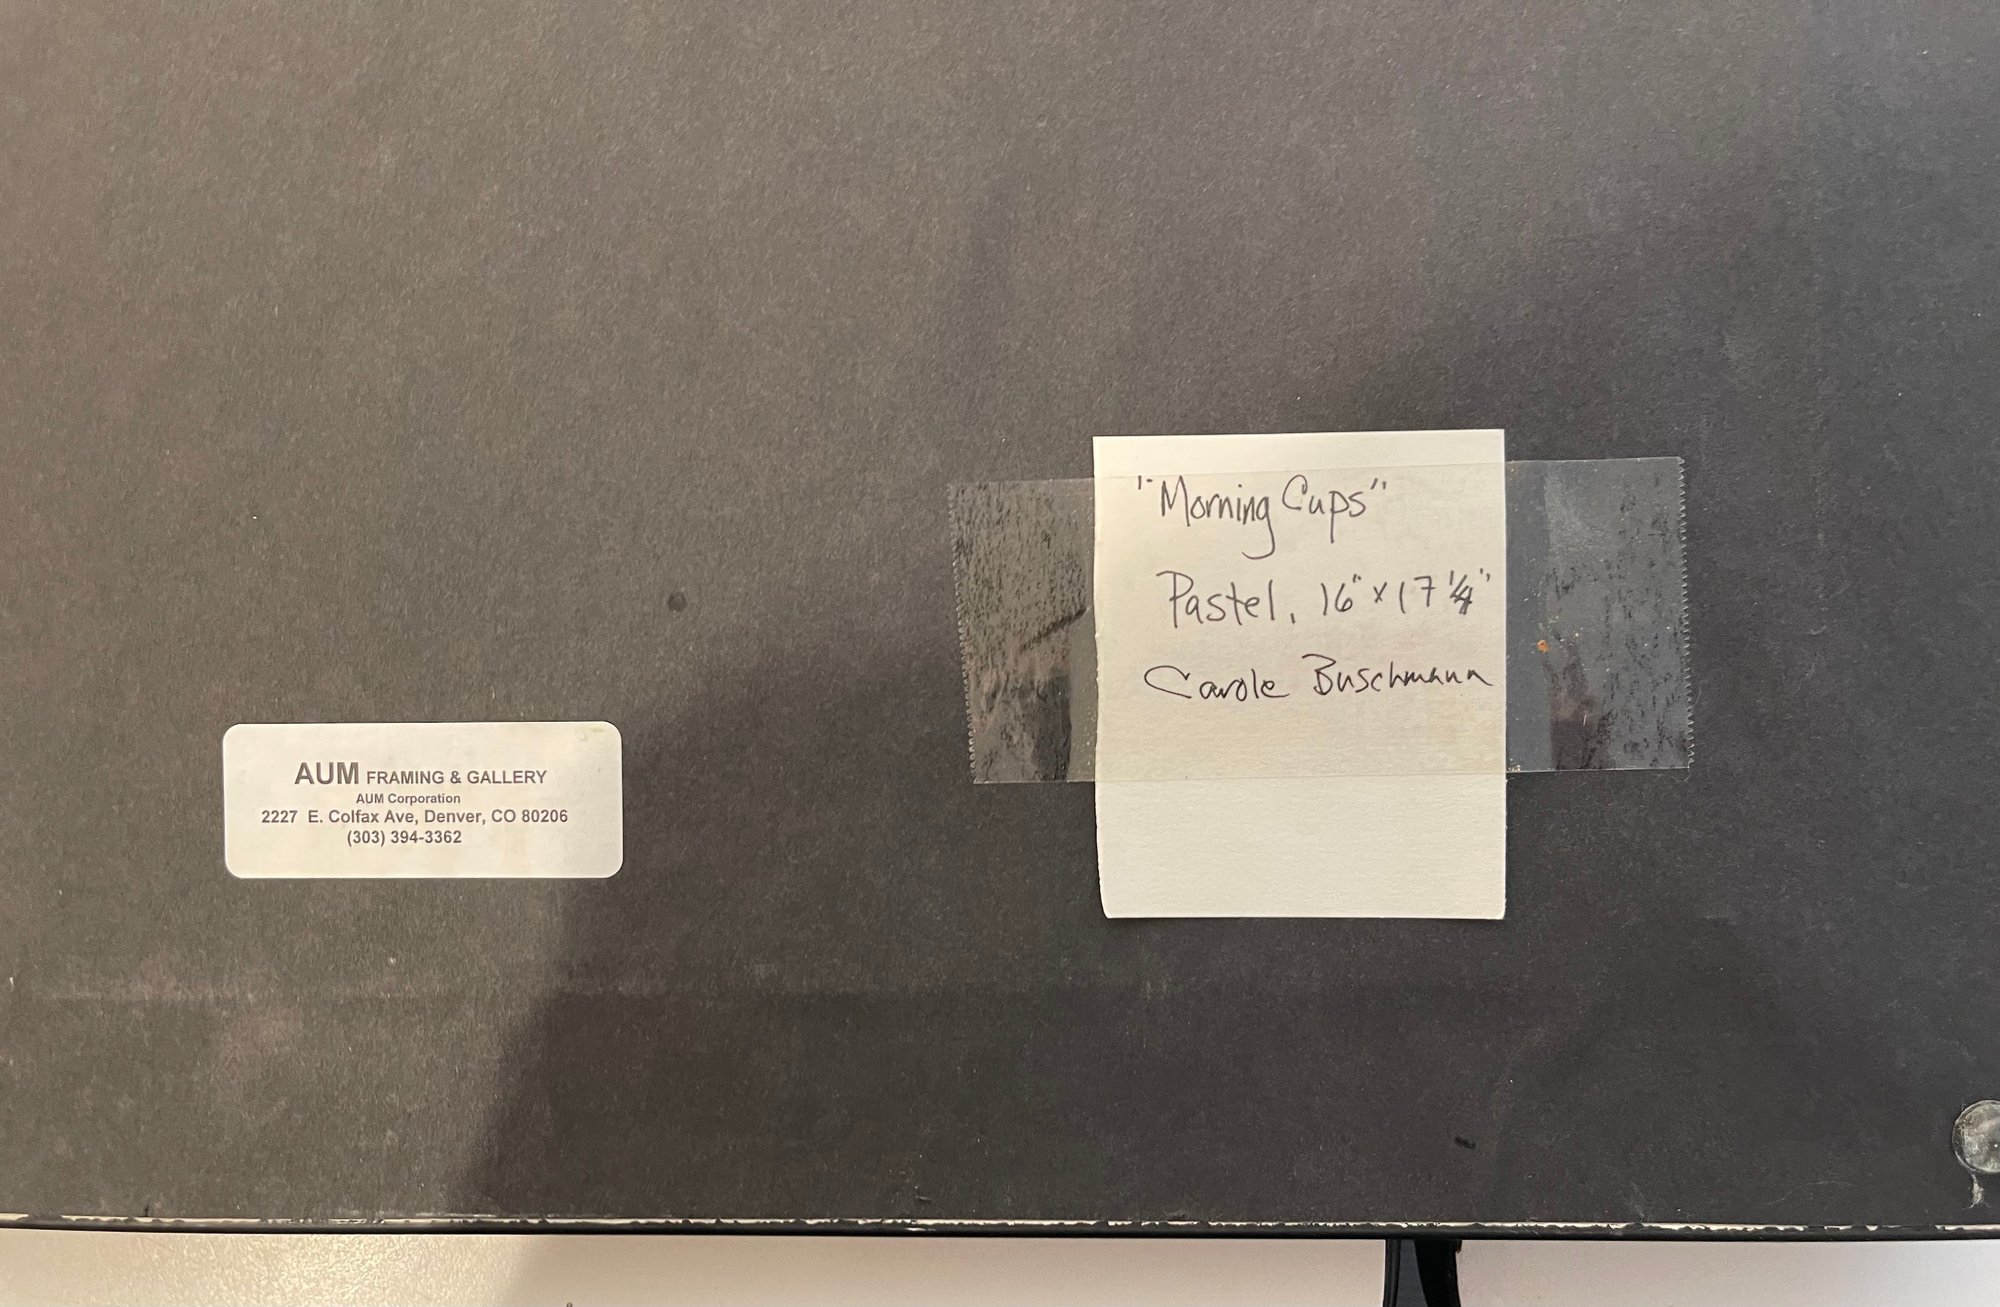 "Morning Cups"
Pastel, 16" x 17 1/4"
Carole Buschmann
AUM FRAMING & GALLERY
AUM Corporation
2227 E. Colfax Ave, Denver, CO 80206
(303) 394-3362